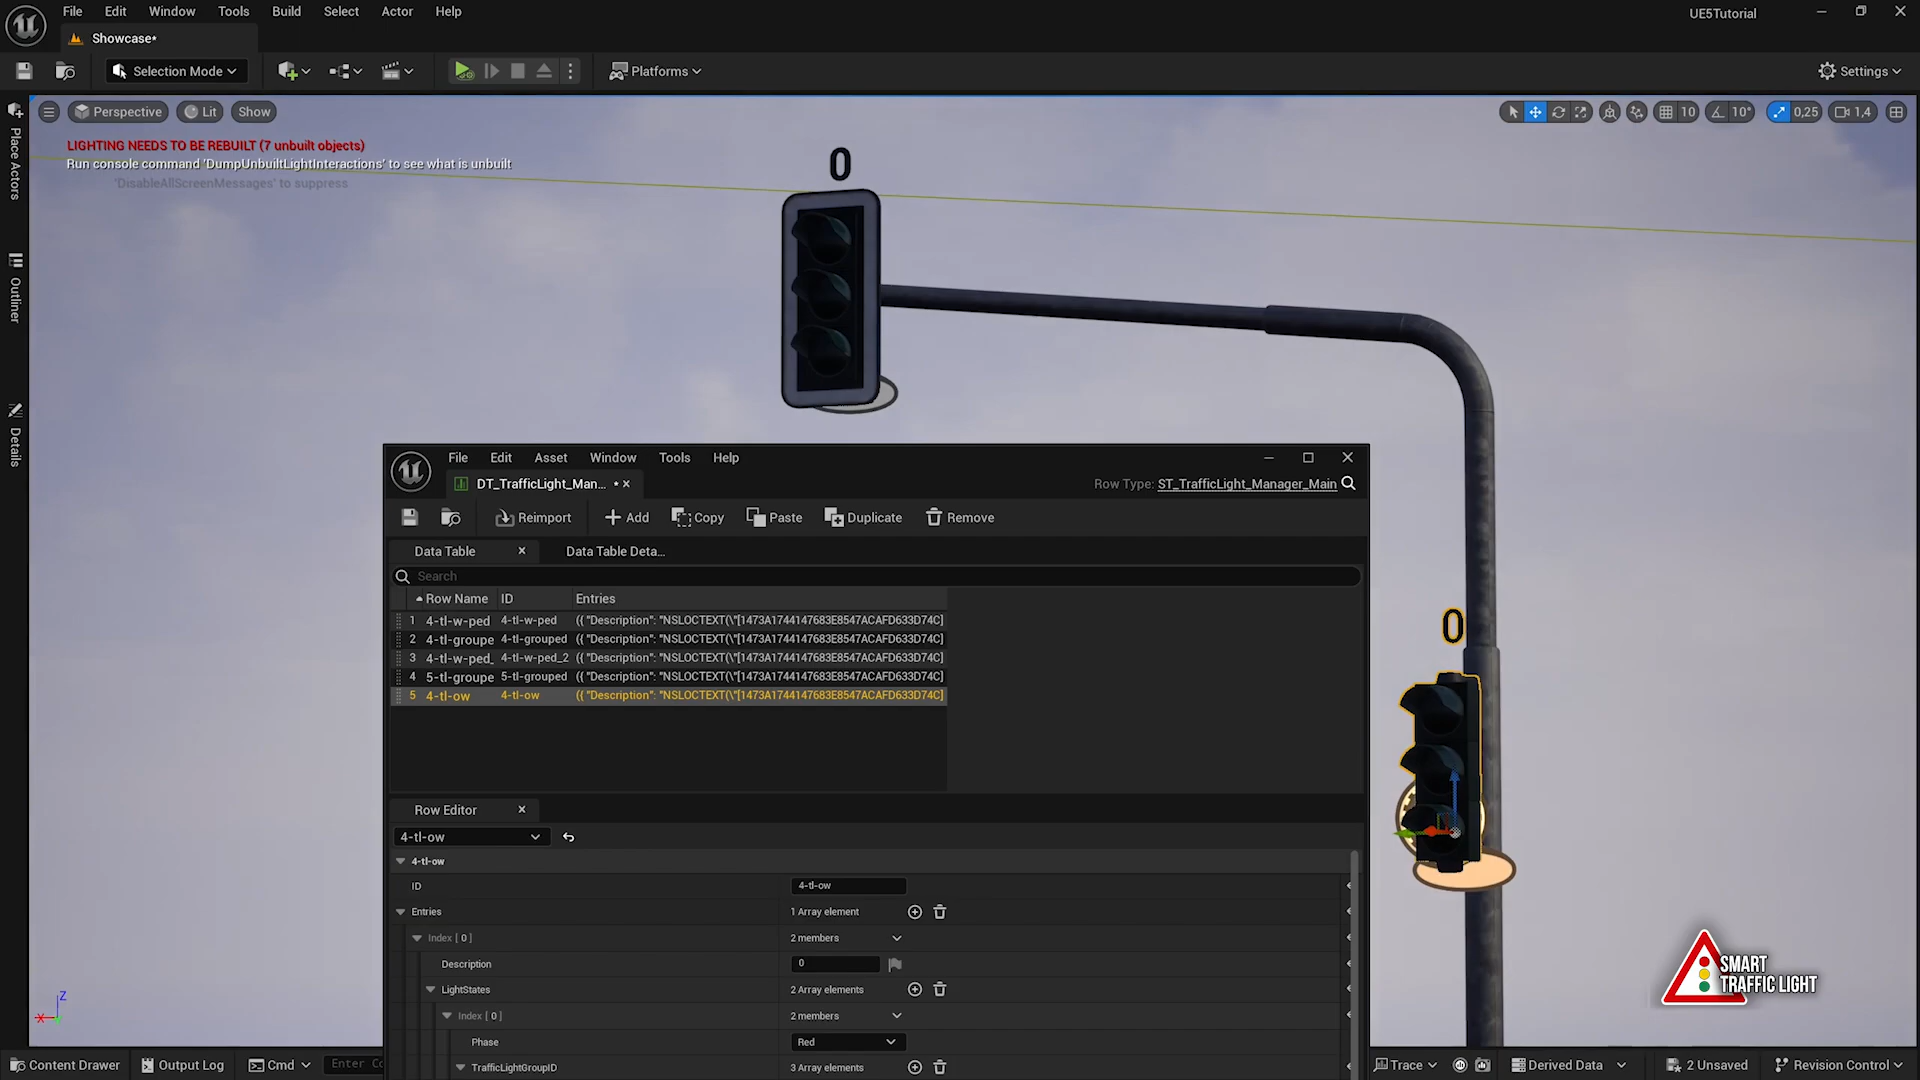 File Edit Window Tools Build Select Actor Help
UE5Tutorial
Showcase*
Selection Mode
Platforms
Settings
Perspective Lit Show
10 10° 0,25 1,4
LIGHTING NEEDS TO BE REBUILT (7 unbuilt objects)
Run console command 'DumpUnbuiltLightInteractions' to see what is unbuilt
'DisableAllScreenMessages' to suppress
Place Actors
Outliner
Details
0
0
File Edit Asset Window Tools Help
DT_TrafficLight_Man...
Row Type: ST_TrafficLight_Manager_Main
Reimport Add Copy Paste Duplicate Remove
Data Table Data Table Deta...
Search
Row Name ID Entries
1 4-tl-w-ped 4-tl-w-ped (( "Description": "NSLOCTEXT(\"[1473A1744147683E8547ACAFD633D74C]
2 4-tl-groupe 4-tl-grouped (( "Description": "NSLOCTEXT(\"[1473A1744147683E8547ACAFD633D74C]
3 4-tl-w-ped_ 4-tl-w-ped_2 (( "Description": "NSLOCTEXT(\"[1473A1744147683E8547ACAFD633D74C]
4 5-tl-groupe 5-tl-grouped (( "Description": "NSLOCTEXT(\"[1473A1744147683E8547ACAFD633D74C]
5 4-tl-ow 4-tl-ow (( "Description": "NSLOCTEXT(\"[1473A1744147683E8547ACAFD633D74C]
Row Editor
4-tl-ow
4-tl-ow
ID 4-tl-ow
Entries 1 Array element
Index [ 0 ] 2 members
Description 0
LightStates 2 Array elements
Index [ 0 ] 2 members
Phase Red
TrafficLightGroupID 3 Array elements
Z
X
SMART
TRAFFIC LIGHT
Content Drawer Output Log Cmd Enter Co
Trace Derived Data 2 Unsaved Revision Control